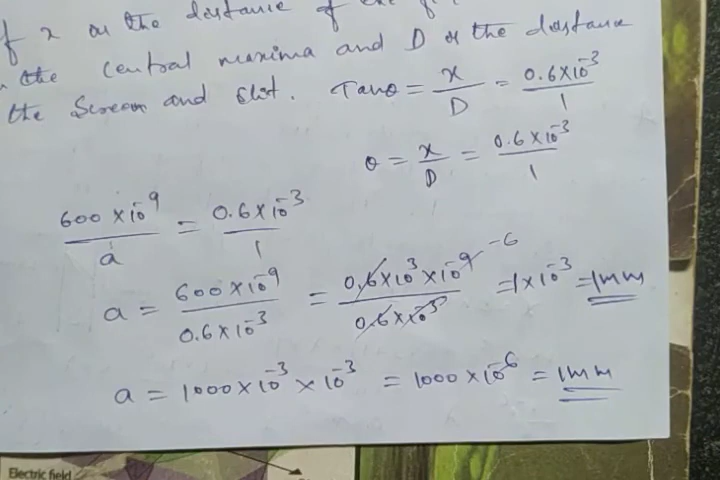 f x is the distance of the fi
the central maxima and D is the distance
the screen and slit. Tanθ = x/D = 0.6×10⁻³/1
θ = x/D = 0.6×10⁻³/1
600×10⁻⁹/a = 0.6×10⁻³/1
a = 600×10⁻⁹/0.6×10⁻³ = 0.6×10³×10⁻⁹ ⁻⁶/0.6×10⁻³ = 1×10⁻³ = 1mm
a = 1000×10⁻³×10⁻³ = 1000×10⁻⁶ = 1mm
Electric field